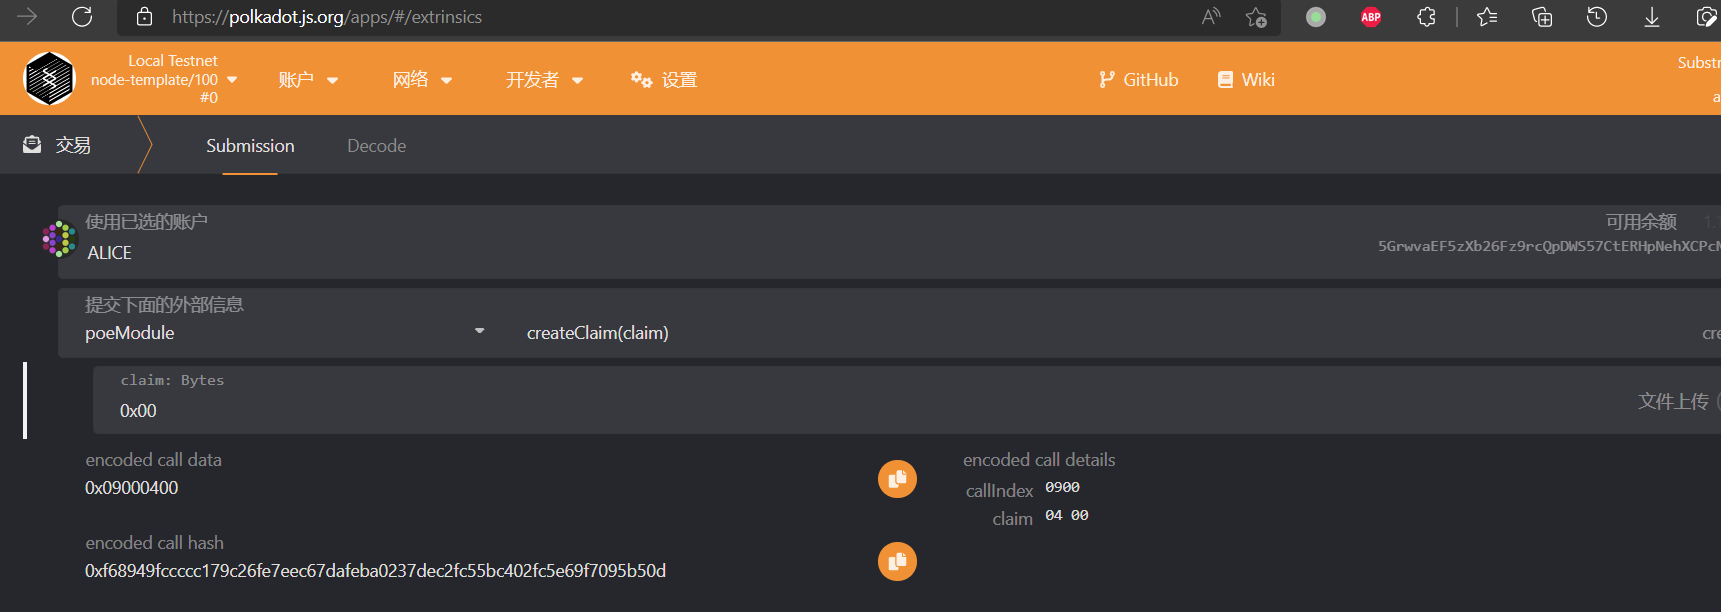 https://polkadot.js.org/apps/#/extrinsics
ABP
Local Testnet
node-template/100
#0
账户
网络
开发者
设置
GitHub
Wiki
Substr
a
交易
Submission
Decode
使用已选的账户
ALICE
可用余额
5GrwvaEF5zXb26Fz9rcQpDWS57CtERHpNehXCPcN
提交下面的外部信息
poeModule
createClaim(claim)
cre
claim: Bytes
0x00
文件上传
encoded call data
0x09000400
encoded call details
callIndex 0900
claim 04 00
encoded call hash
0xf68949fccccc179c26fe7eec67dafeba0237dec2fc55bc402fc5e69f7095b50d